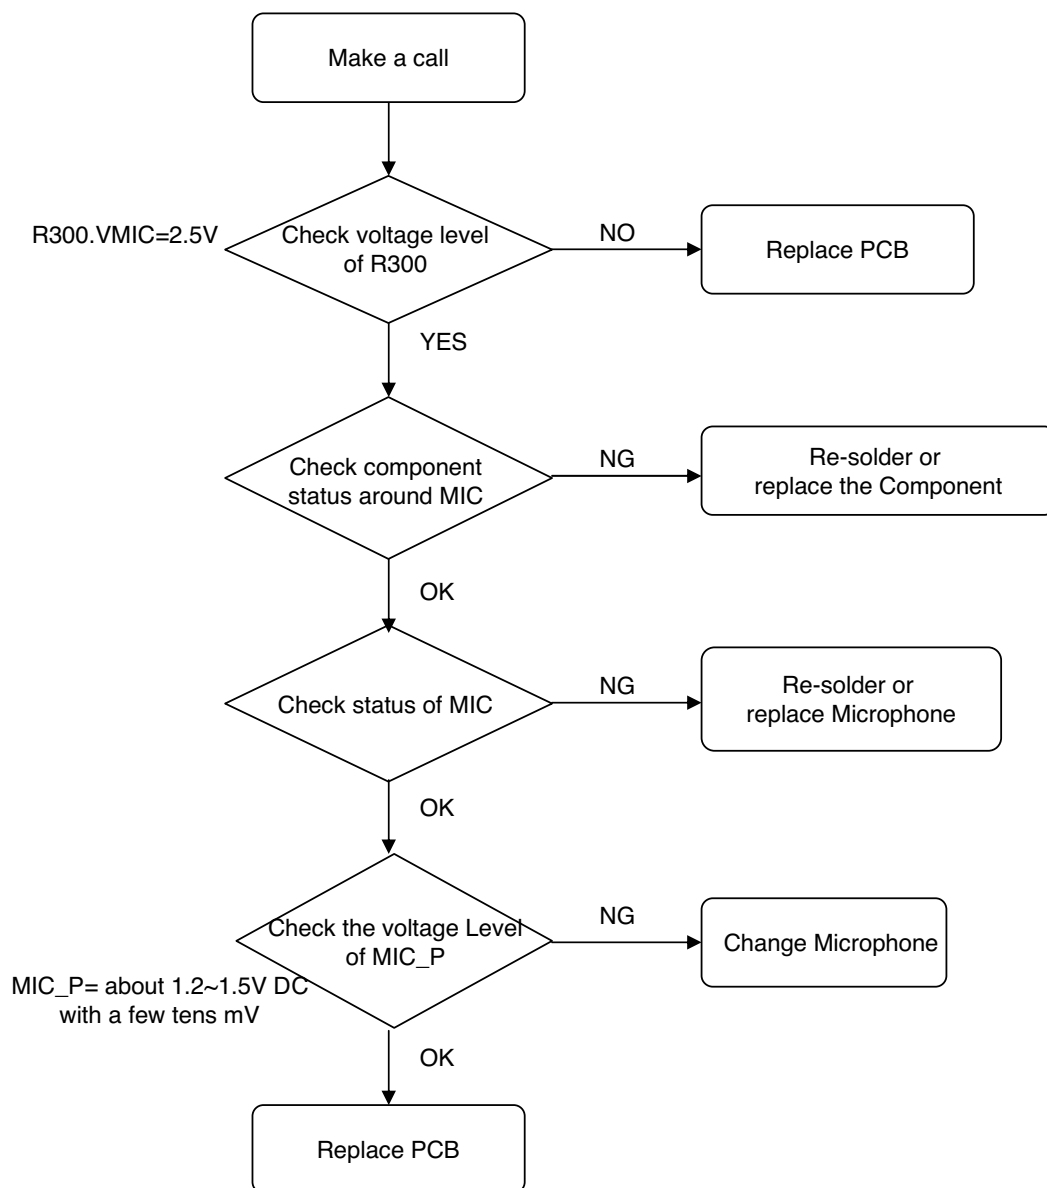 Make a call
R300.VMIC=2.5V
Check voltage level
of R300
NO
Replace PCB
YES
Check component
status around MIC
NG
Re-solder or
replace the Component
OK
Check status of MIC
NG
Re-solder or
replace Microphone
OK
Check the voltage Level
of MIC_P
NG
Change Microphone
MIC_P= about 1.2~1.5V DC
with a few tens mV
OK
Replace PCB